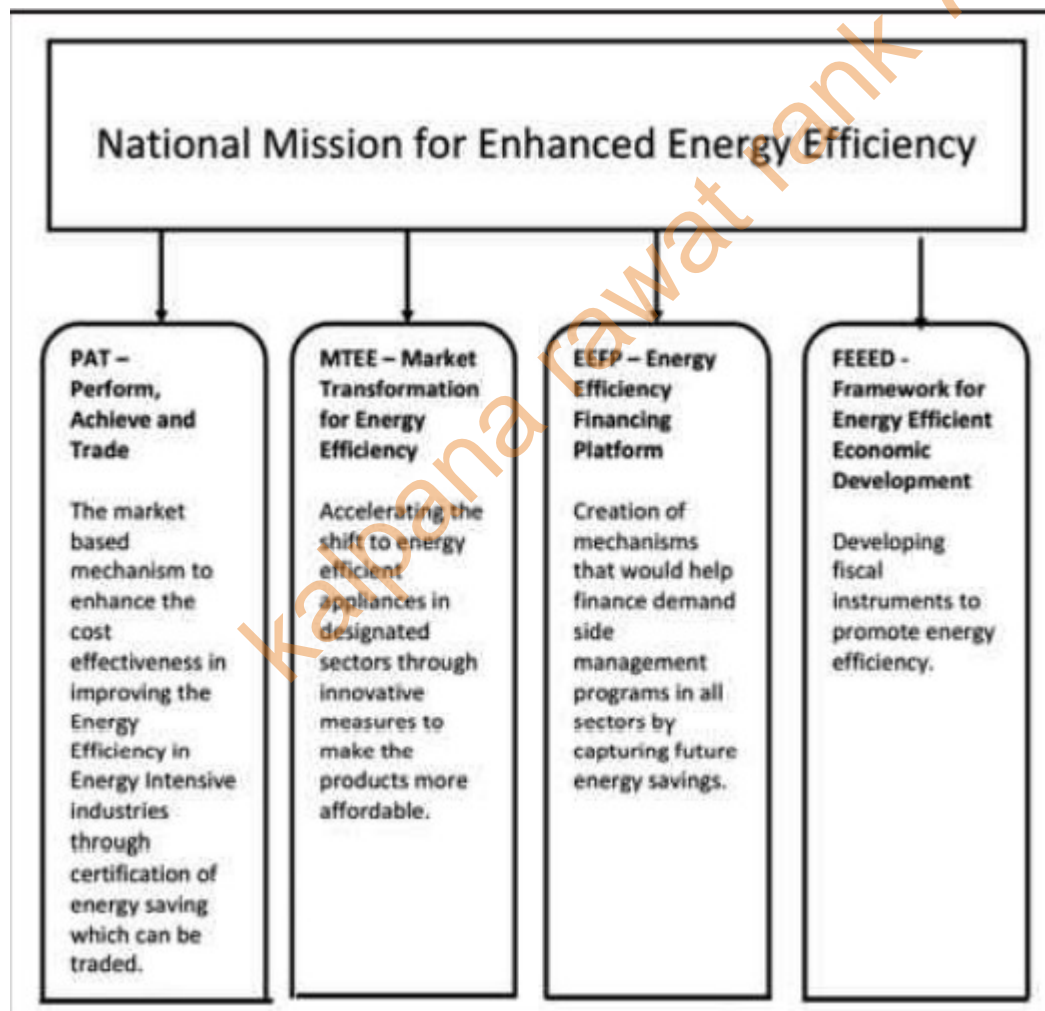 National Mission for Enhanced Energy Efficiency
PAT –
Perform,
Achieve and
Trade
The market
based
mechanism to
enhance the
cost
effectiveness in
improving the
Energy
Efficiency in
Energy Intensive
industries
through
certification of
energy saving
which can be
traded.
MTEE – Market
Transformation
for Energy
Efficiency
Accelerating the
shift to energy
efficient
appliances in
designated
sectors through
innovative
measures to
make the
products more
affordable.
EEFP – Energy
Efficiency
Financing
Platform
Creation of
mechanisms
that would help
finance demand
side
management
programs in all
sectors by
capturing future
energy savings.
FEEED -
Framework for
Energy Efficient
Economic
Development
Developing
fiscal
instruments to
promote energy
efficiency.
kalpana rawat rank